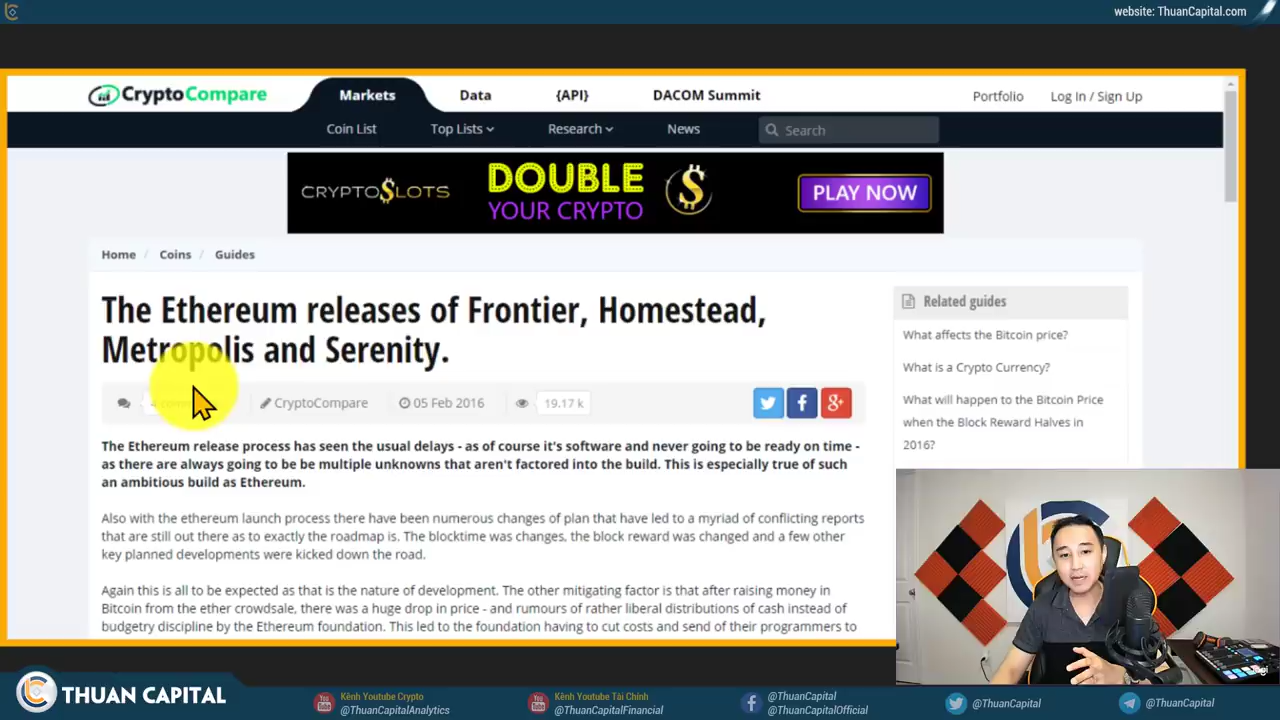 website: ThuanCapital.com
CryptoCompare
Markets
Data
{API}
DACOM Summit
Portfolio
Log In / Sign Up
Coin List
Top Lists
Research
News
Search
CRYPTO$LOTS
DOUBLE
YOUR CRYPTO
PLAY NOW
Home / Coins / Guides
The Ethereum releases of Frontier, Homestead,
Metropolis and Serenity.
CryptoCompare
05 Feb 2016
19.17 k
The Ethereum release process has seen the usual delays - as of course it's software and never going to be ready on time -
as there are always going to be be multiple unknowns that aren't factored into the build. This is especially true of such
an ambitious build as Ethereum.
Also with the ethereum launch process there have been numerous changes of plan that have led to a myriad of conflicting reports
that are still out there as to exactly the roadmap is. The blocktime was changes, the block reward was changed and a few other
key planned developments were kicked down the road.
Again this is all to be expected as that is the nature of development. The other mitigating factor is that after raising money in
Bitcoin from the ether crowdsale, there was a huge drop in price - and rumours of rather liberal distributions of cash instead of
budgetry discipline by the Ethereum foundation. This led to the foundation having to cut costs and send of their programmers to
Related guides
What affects the Bitcoin price?
What is a Crypto Currency?
What will happen to the Bitcoin Price
when the Block Reward Halves in
2016?
THUAN CAPITAL
Kênh Youtube Crypto
@ThuanCapitalAnalytics
Kênh Youtube Tài Chính
@ThuanCapitalFinancial
@ThuanCapital
@ThuanCapitalOfficial
@ThuanCapital
@ThuanCapital